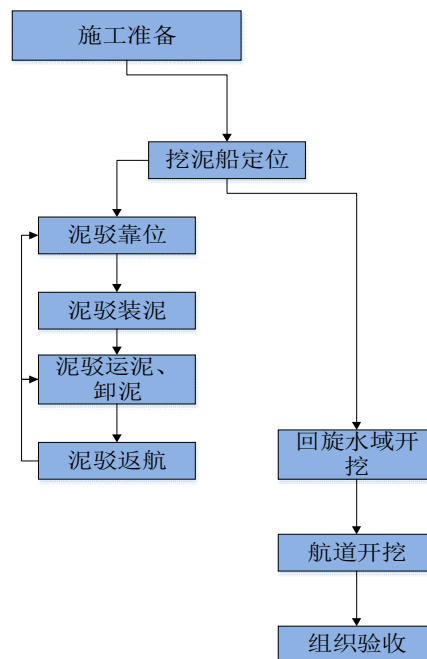 施工准备
挖泥船定位
泥驳靠位
泥驳装泥
泥驳运泥、
卸泥
泥驳返航
回旋水域开
挖
航道开挖
组织验收